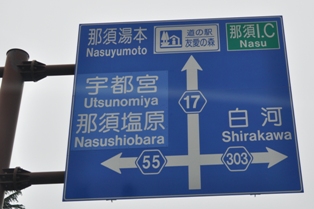 那須湯本
Nasuyumoto
道の駅
友愛の森
那須I.C
Nasu
宇都宮
Utsunomiya
那須塩原
Nasushiobara
17
白河
Shirakawa
55
303